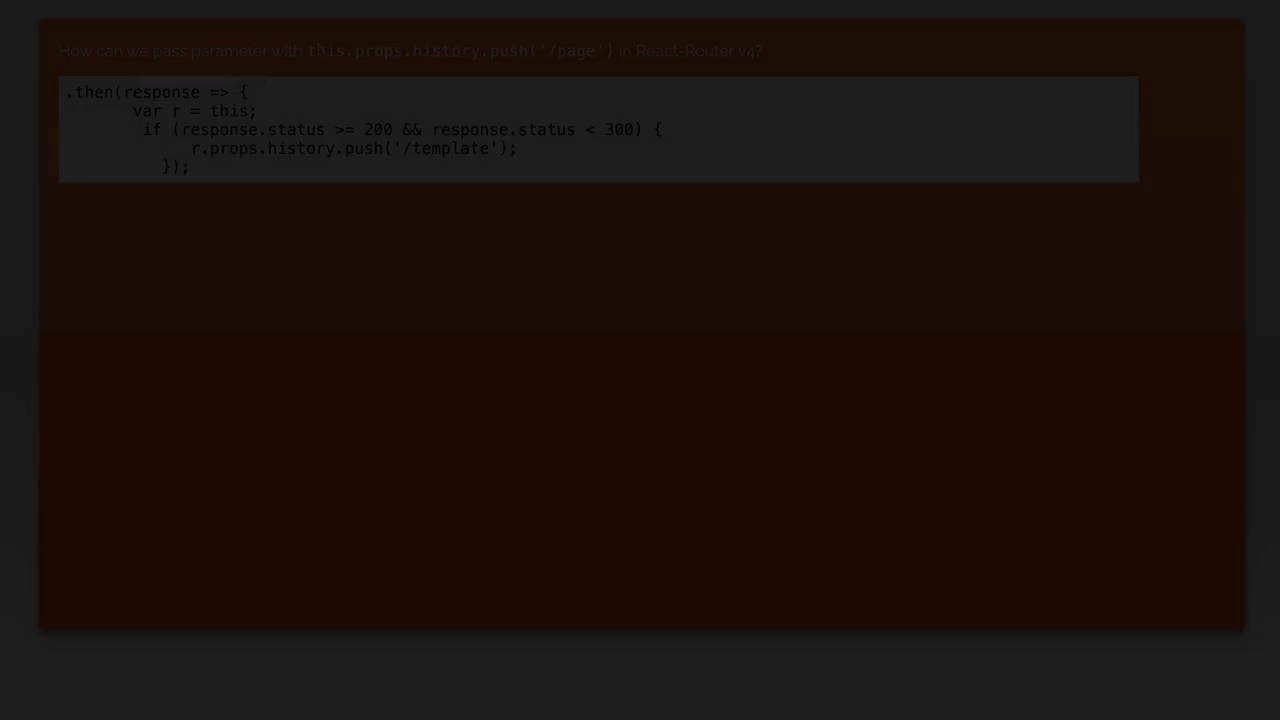 How can we pass parameter with this.props.history.push('/page') in React-Router v4?
.then(response => {
       var r = this;
        if (response.status >= 200 && response.status < 300) {
             r.props.history.push('/template');
          });